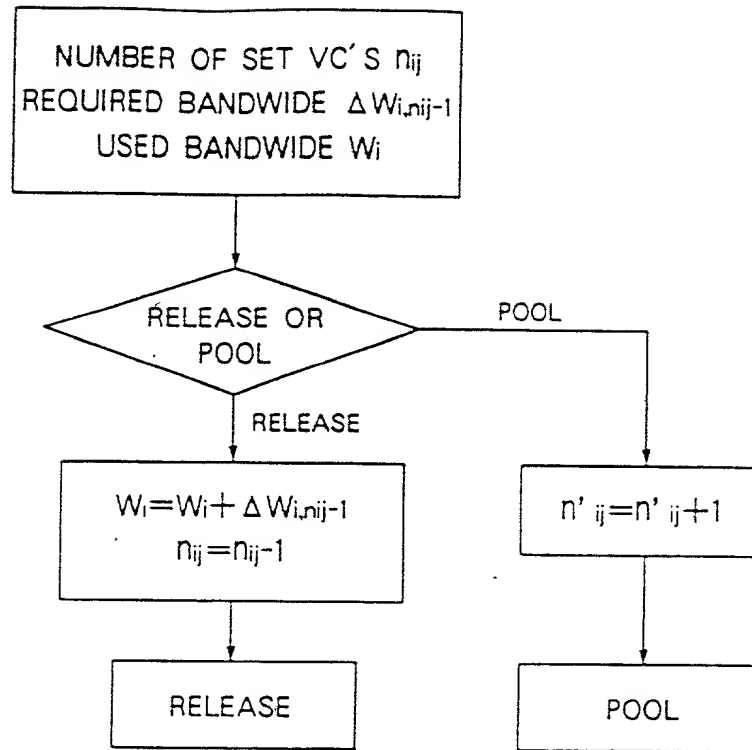 NUMBER OF SET VC'S nij
REQUIRED BANDWIDE ΔWi,nij-1
USED BANDWIDE Wi
RELEASE OR
POOL
POOL
RELEASE
Wi=Wi+ΔWi,nij-1
nij=nij-1
n'ij=n'ij+1
RELEASE
POOL